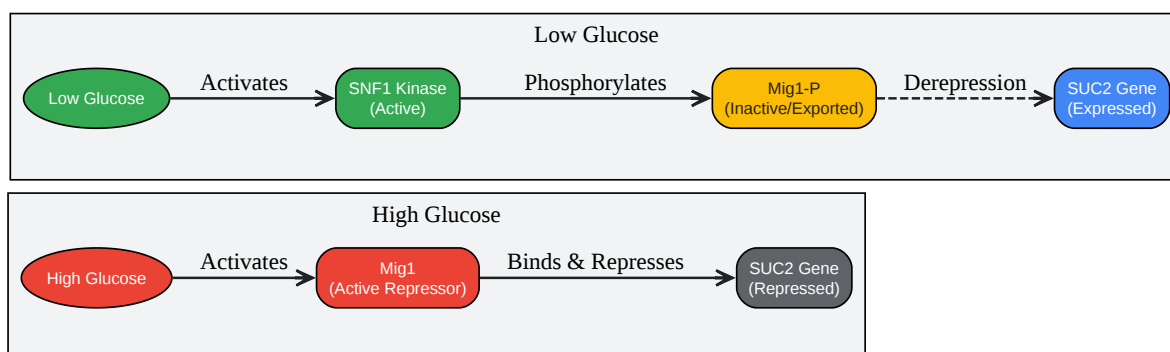 Low Glucose
Low Glucose
Activates
SNF1 Kinase
(Active)
Phosphorylates
Mig1-P
(Inactive/Exported)
Derepression
SUC2 Gene
(Expressed)
High Glucose
High Glucose
Activates
Mig1
(Active Repressor)
Binds & Represses
SUC2 Gene
(Repressed)